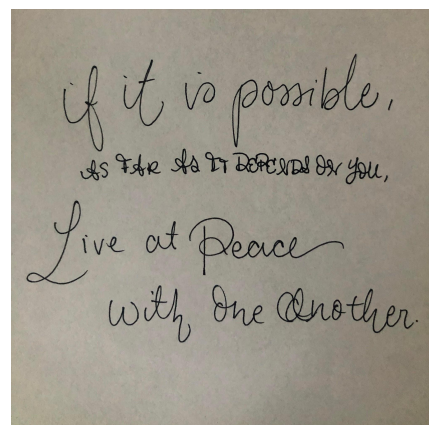 if it is possible,
AS FAR AS IT DEPENDS ON YOU,
Live at Peace
with One Another.